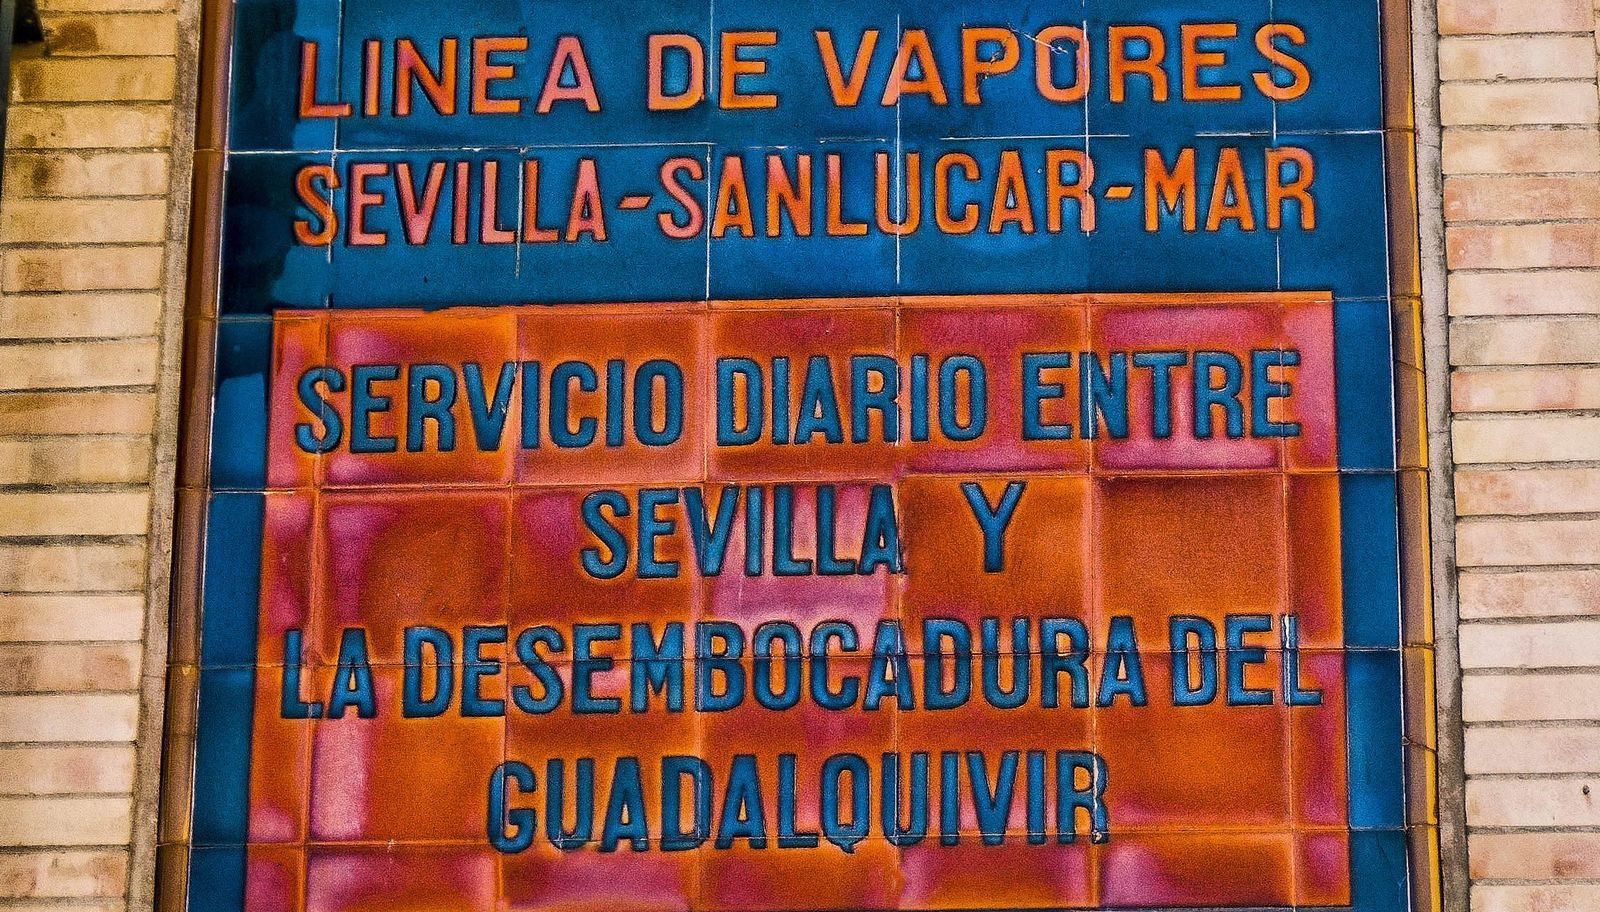 LINEA DE VAPORES
SEVILLA-SANLUCAR-MAR
SERVICIO DIARIO ENTRE
SEVILLA Y
LA DESEMBOCADURA DEL
GUADALQUIVIR